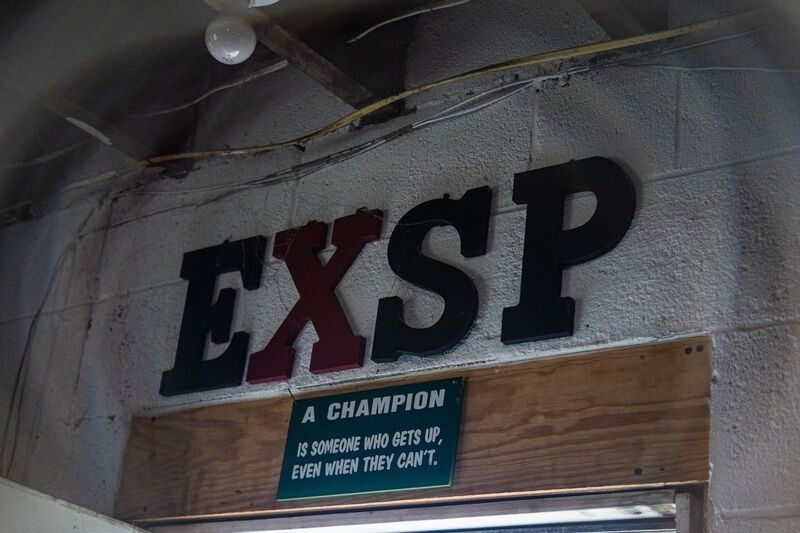 EXSP
A CHAMPION
IS SOMEONE WHO GETS UP,
EVEN WHEN THEY CAN'T.